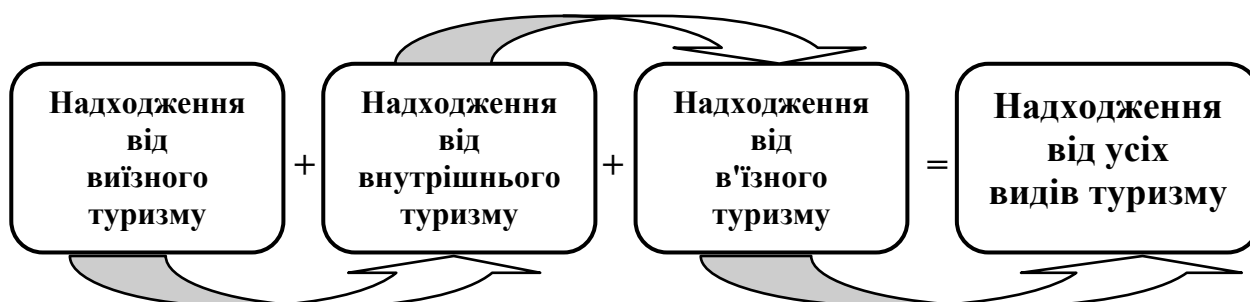 Надходження
від
виїзного
туризму
+
Надходження
від
внутрішнього
туризму
+
Надходження
від
в'їзного
туризму
=
Надходження
від усіх
видів туризму